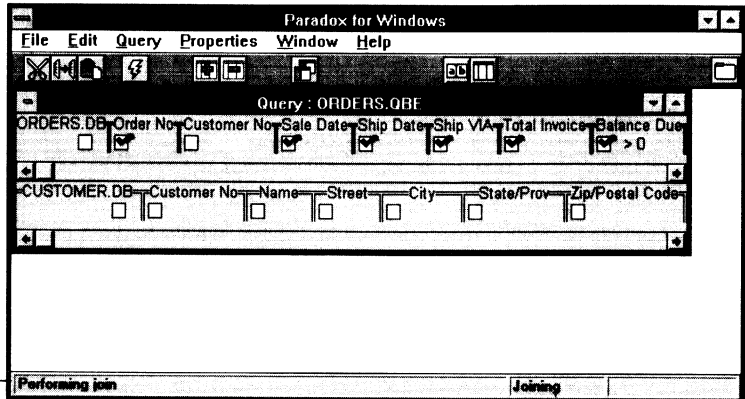 Paradox for Windows
File Edit Query Properties Window Help
Query : ORDERS.QBE
ORDERS.DB Order No Customer No Sale Date Ship Date Ship VIA Total Invoice Balance Due
> 0
CUSTOMER.DB Customer No Name Street City State/Prov Zip/Postal Code
Performing join Joining